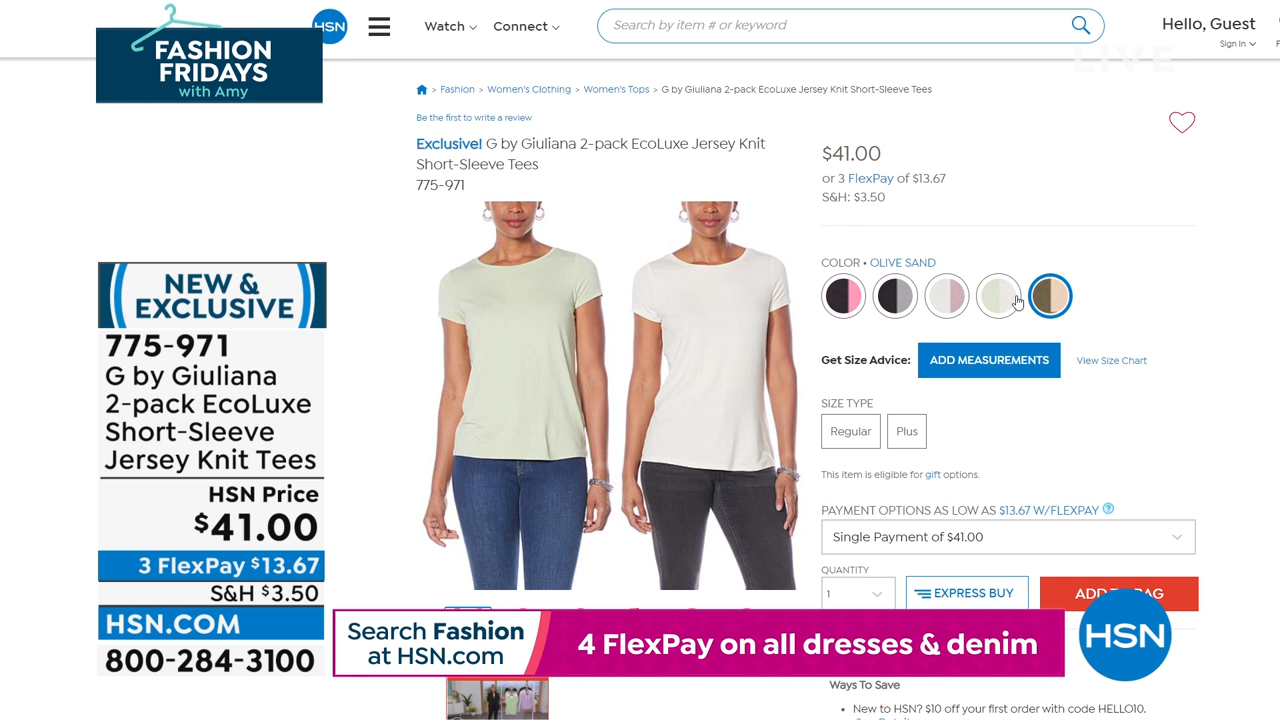 FASHION
FRIDAYS
with Amy
HSN
Watch
Connect
Search by item # or keyword
Hello, Guest
Sign In
LIVE
Fashion > Women's Clothing > Women's Tops > G by Giuliana 2-pack EcoLuxe Jersey Knit Short-Sleeve Tees
Be the first to write a review
Exclusive! G by Giuliana 2-pack EcoLuxe Jersey Knit
Short-Sleeve Tees
775-971
$41.00
or 3 FlexPay of $13.67
S&H: $3.50
COLOR • OLIVE SAND
Get Size Advice:
ADD MEASUREMENTS
View Size Chart
SIZE TYPE
Regular
Plus
This item is eligible for gift options.
PAYMENT OPTIONS AS LOW AS $13.67 W/FLEXPAY ?
Single Payment of $41.00
QUANTITY
1
EXPRESS BUY
NEW &
EXCLUSIVE
775-971
G by Giuliana
2-pack EcoLuxe
Short-Sleeve
Jersey Knit Tees
HSN Price
$41.00
3 FlexPay $13.67
S&H $3.50
HSN.COM
800-284-3100
Search Fashion
at HSN.com
4 FlexPay on all dresses & denim
HSN
Ways To Save
• New to HSN? $10 off your first order with code HELLO10.